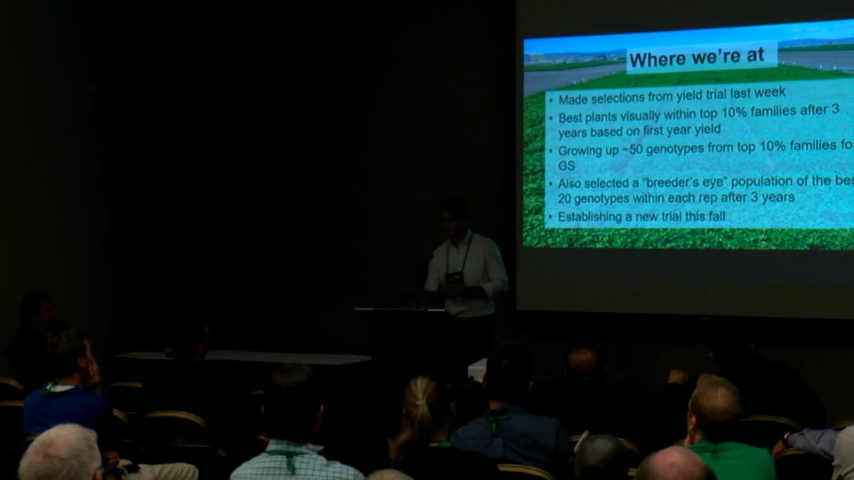 Where we're at
• Made selections from yield trial last week
• Best plants visually within top 10% families after 3
years based on first year yield
• Growing up ~50 genotypes from top 10% families
GS
• Also selected a "breeder's eye" population of the
20 genotypes within each rep after 3 years
• Establishing a new trial this fall